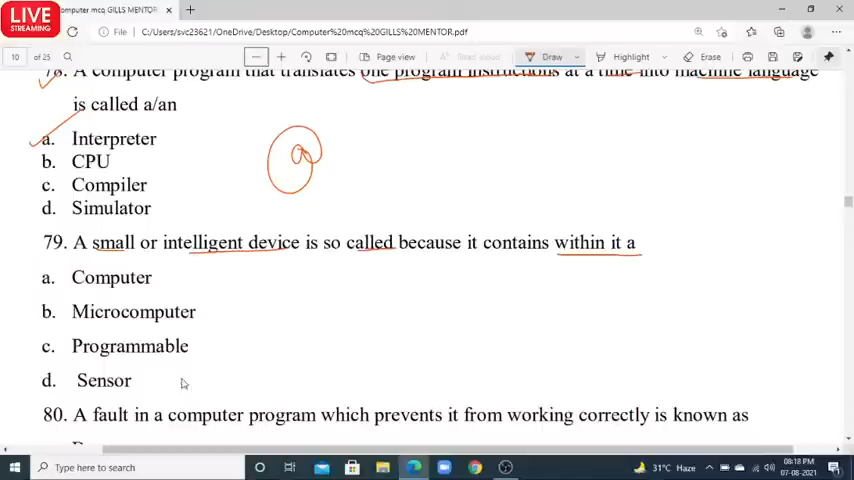 LIVE
STREAMING
Computer mcq GILLS MENTOR.
File C:/Users/svc23621/OneDrive/Desktop/Computer%20mcq%20GILLS%20MENTOR.pdf
10 of 25 Page view Read aloud Draw Highlight Erase
78. A computer program that translates one program instructions at a time into machine language
is called a/an
a. Interpreter
b. CPU
c. Compiler
d. Simulator
a
79. A small or intelligent device is so called because it contains within it a
a. Computer
b. Microcomputer
c. Programmable
d. Sensor
80. A fault in a computer program which prevents it from working correctly is known as
Type here to search 31°C Haze 08:18 PM
07-08-2021